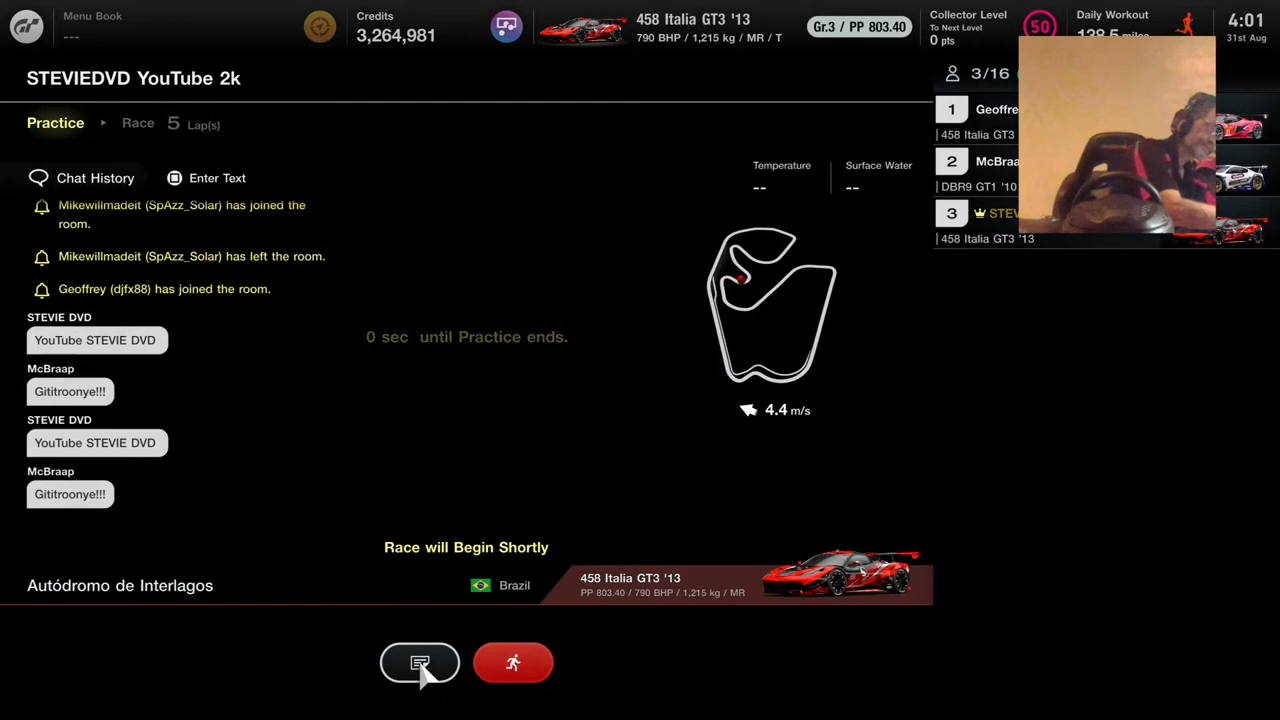 GT
Menu Book
---
Credits
3,264,981
458 Italia GT3 '13
790 BHP / 1,215 kg / MR / T
Gr.3 / PP 803.40
Collector Level
To Next Level
0 pts
50
Daily Workout
138.5 miles
4:01
31st Aug
STEVIEDVD YouTube 2k
Practice
Race 5 Lap(s)
Chat History
Enter Text
Mikewillmadeit (SpAzz_Solar) has joined the
room.
Mikewillmadeit (SpAzz_Solar) has left the room.
Geoffrey (djfx88) has joined the room.
STEVIE DVD
YouTube STEVIE DVD
McBraap
Gititroonye!!!
STEVIE DVD
YouTube STEVIE DVD
McBraap
Gititroonye!!!
0 sec until Practice ends.
Temperature
--
Surface Water
--
4.4 m/s
3/16
1
Geoffre
458 Italia GT3
2
McBraa
DBR9 GT1 '10
3
STEV
458 Italia GT3 '13
Race will Begin Shortly
Autódromo de Interlagos
Brazil
458 Italia GT3 '13
PP 803.40 / 790 BHP / 1,215 kg / MR